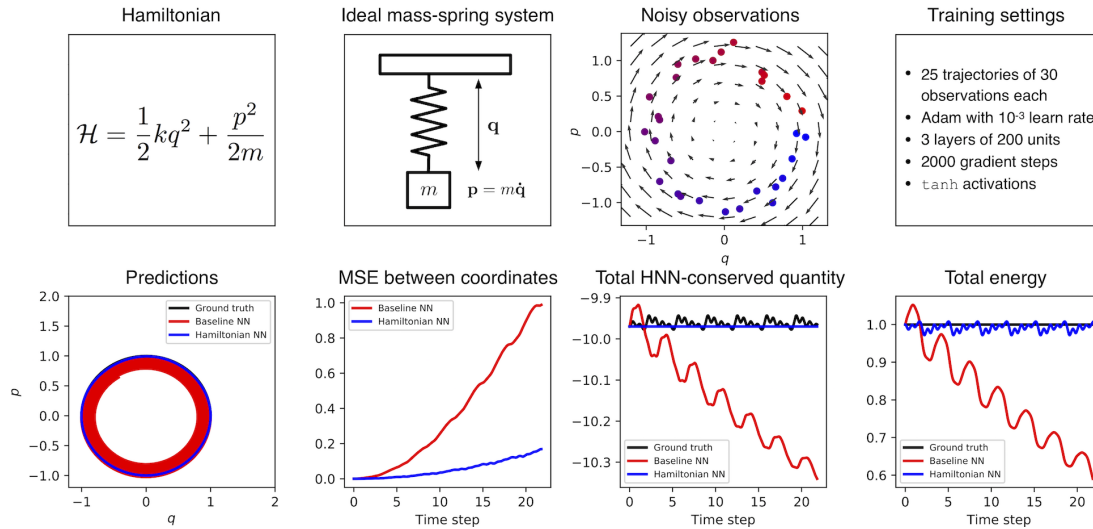 Hamiltonian
Ideal mass-spring system
Noisy observations
Training settings
ℋ = 1/2 kq² + p²/2m
q
m
p = mq̇
1.0
0.5
0.0
−0.5
−1.0
p
−1
0
1
q
• 25 trajectories of 30
observations each
• Adam with 10⁻³ learn rate
• 3 layers of 200 units
• 2000 gradient steps
• tanh activations
Predictions
MSE between coordinates
Total HNN-conserved quantity
Total energy
2.0
1.5
1.0
0.5
0.0
−0.5
−1.0
p
Ground truth
Baseline NN
Hamiltonian NN
−1
0
1
2
q
1.0
0.8
0.6
0.4
0.2
0.0
Baseline NN
Hamiltonian NN
0
5
10
15
20
Time step
−9.9
−10.0
−10.1
−10.2
−10.3
Ground truth
Baseline NN
Hamiltonian NN
0
5
10
15
20
Time step
1.0
0.9
0.8
0.7
0.6
Ground truth
Baseline NN
Hamiltonian NN
0
5
10
15
20
Time step